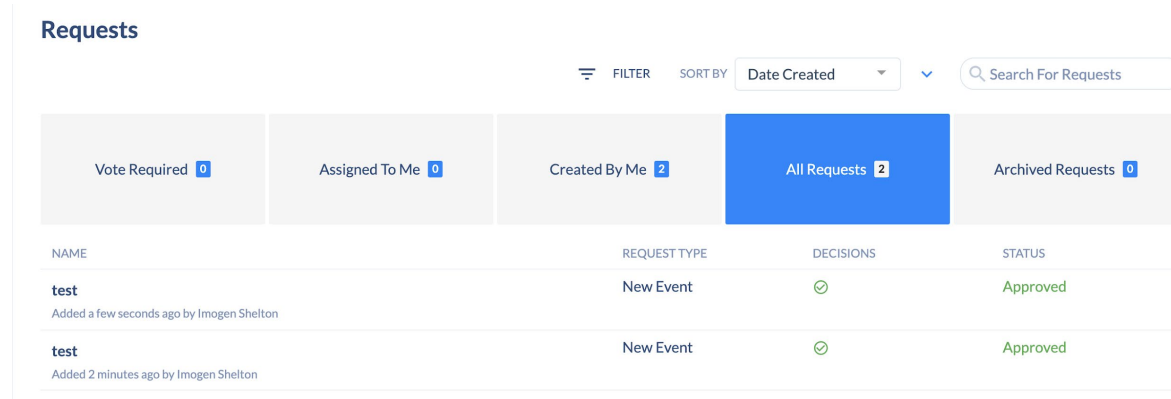 Requests
FILTER SORT BY Date Created Search For Requests
Vote Required 0 Assigned To Me 0 Created By Me 2 All Requests 2 Archived Requests 0
NAME REQUEST TYPE DECISIONS STATUS
test New Event Approved
Added a few seconds ago by Imogen Shelton
test New Event Approved
Added 2 minutes ago by Imogen Shelton